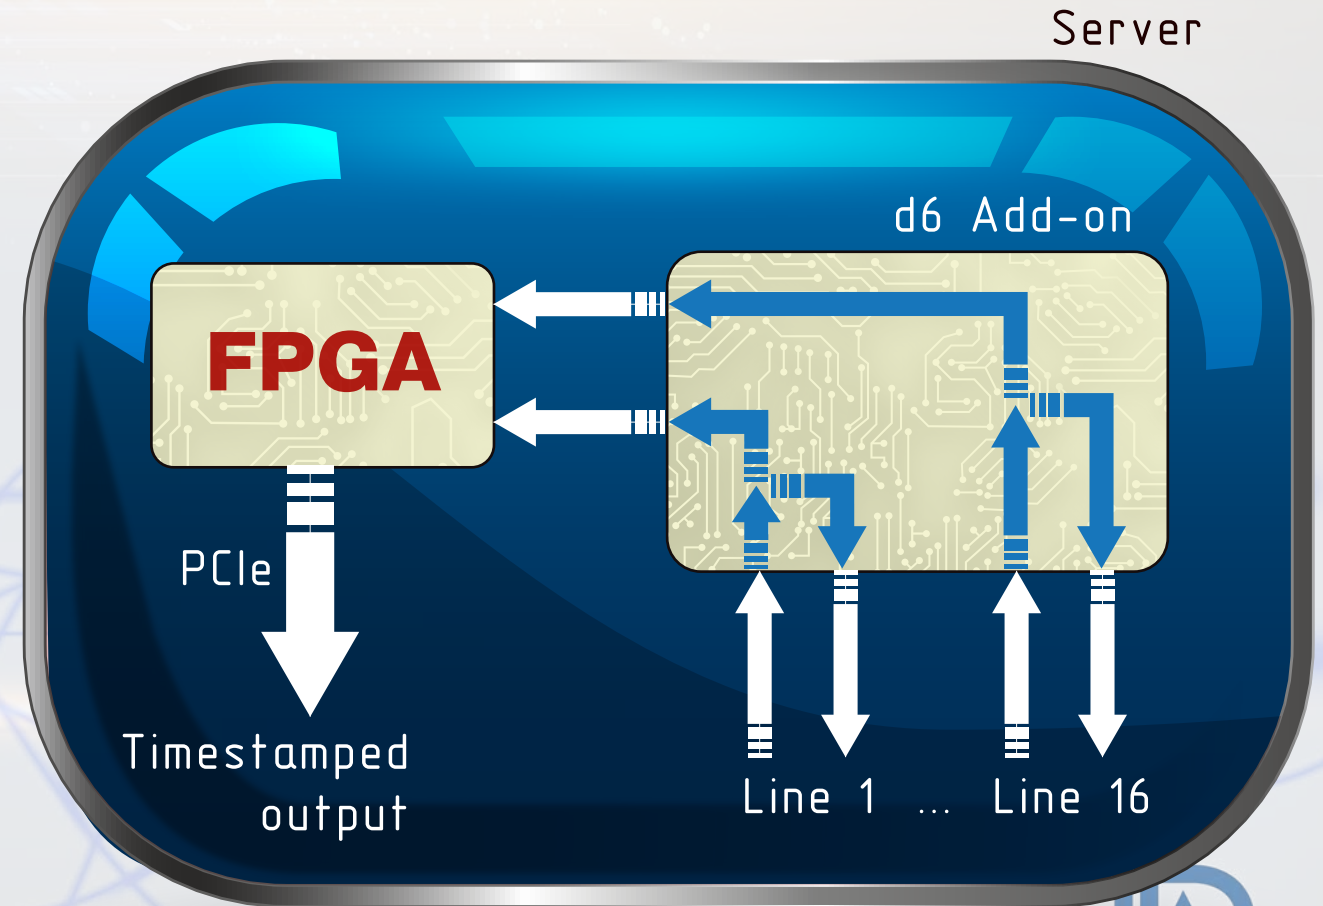 Server
d6 Add-on
FPGA
PCIe
Timestamped
output
Line 1 ... Line 16